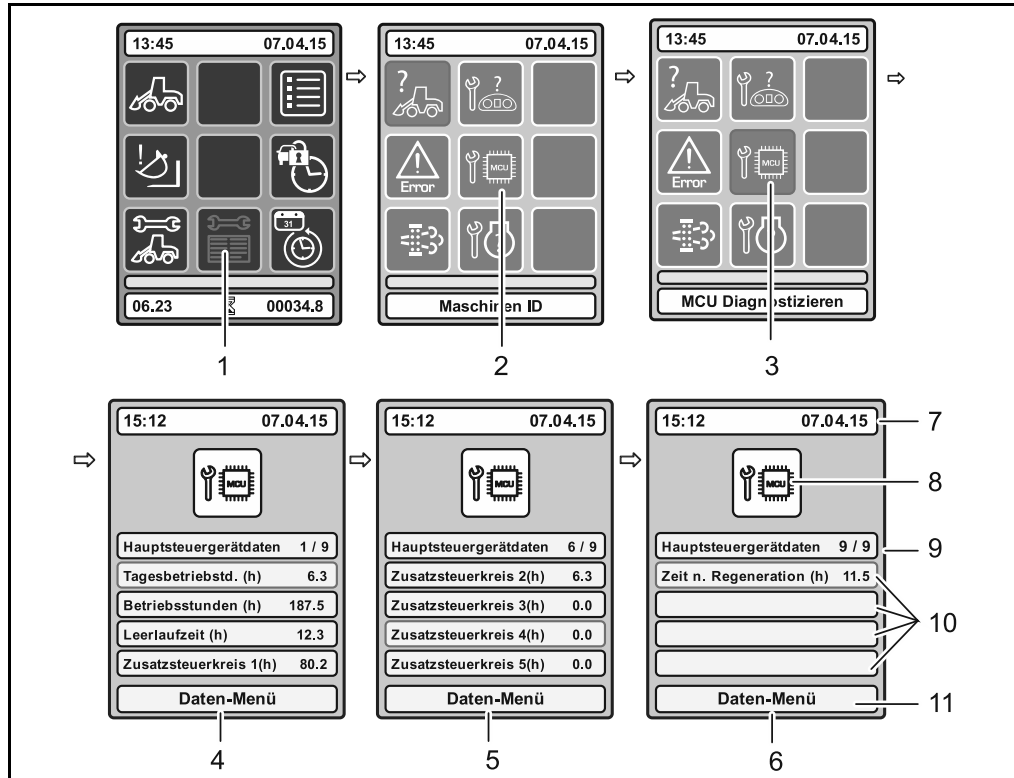 13:45 07.04.15
31
06.23 00034.8
1
13:45 07.04.15
?
?
Error
MCU
Maschinen ID
2
13:45 07.04.15
?
?
Error
MCU
MCU Diagnostizieren
3
15:12 07.04.15
MCU
Hauptsteuergerätdaten 1 / 9
Tagesbetriebstd. (h) 6.3
Betriebsstunden (h) 187.5
Leerlaufzeit (h) 12.3
Zusatzsteuerkreis 1(h) 80.2
Daten-Menü
4
15:12 07.04.15
MCU
Hauptsteuergerätdaten 6 / 9
Zusatzsteuerkreis 2(h) 6.3
Zusatzsteuerkreis 3(h) 0.0
Zusatzsteuerkreis 4(h) 0.0
Zusatzsteuerkreis 5(h) 0.0
Daten-Menü
5
15:12 07.04.15
MCU
Hauptsteuergerätdaten 9 / 9
Zeit n. Regeneration (h) 11.5
Daten-Menü
6
7
8
9
10
11